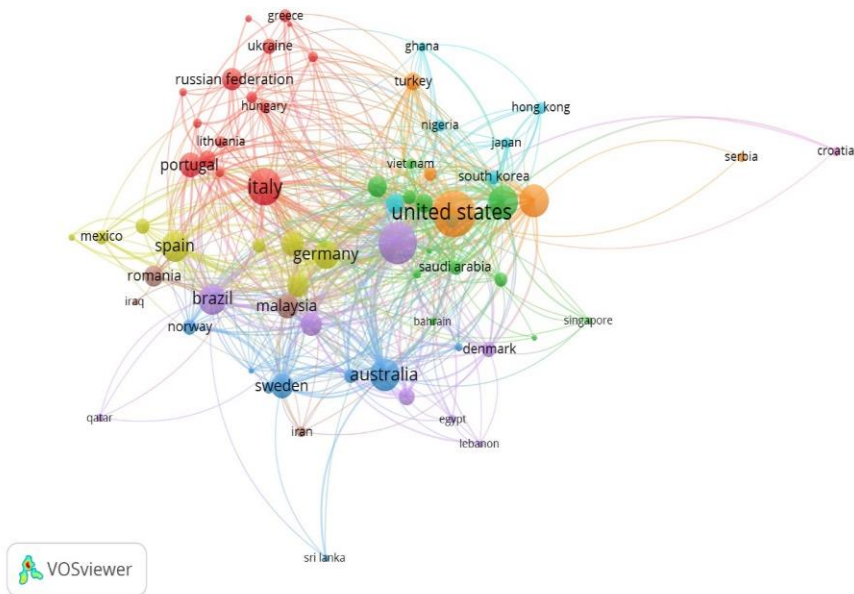 greece
ukraine
ghana
russian federation
turkey
hungary
hong kong
nigeria
lithuania
japan
croatia
serbia
portugal
viet nam
south korea
italy
united states
mexico
spain
germany
saudi arabia
romania
iraq
brazil
malaysia
norway
bahrain
singapore
denmark
sweden
australia
qatar
egypt
iran
lebanon
sri lanka
VOSviewer